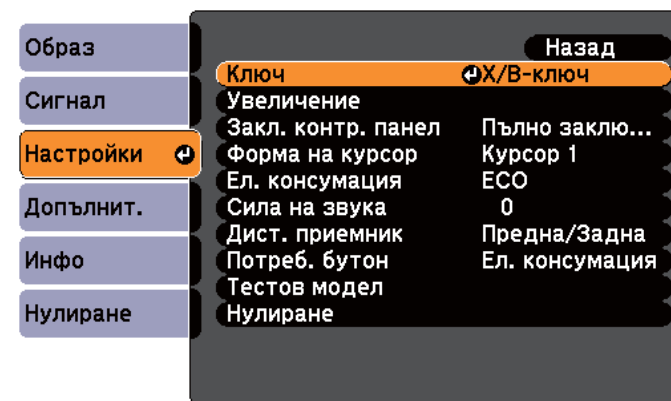 Образ
Сигнал
Настройки
Допълнит.
Инфо
Нулиране
Назад
Ключ Х/В-ключ
Увеличение
Закл. контр. панел Пълно заклю...
Форма на курсор Курсор 1
Ел. консумация ECO
Сила на звука 0
Дист. приемник Предна/Задна
Потреб. бутон Ел. консумация
Тестов модел
Нулиране